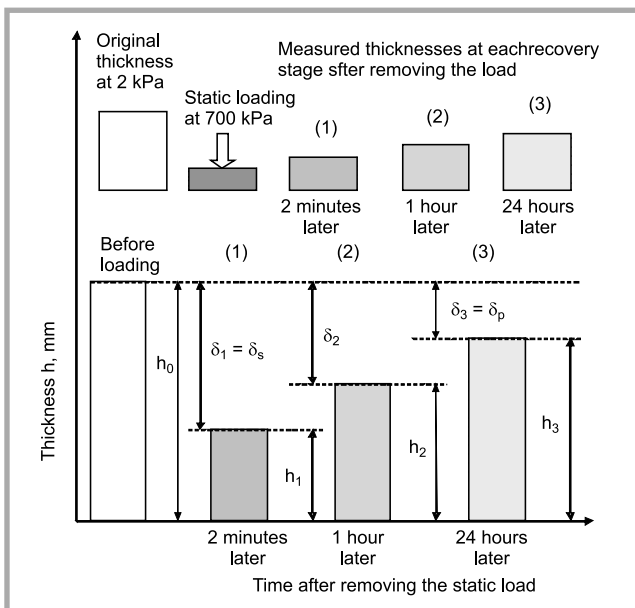 Original
thickness
at 2 kPa
Measured thicknesses at eachrecovery
stage sfter removing the load
Static loading
at 700 kPa
(1)
(2)
(3)
2 minutes
later
1 hour
later
24 hours
later
Before
loading
(1)
(2)
(3)
δ1 = δs
δ2
δ3 = δp
h0
h1
h2
h3
Thickness h, mm
2 minutes
later
1 hour
later
24 hours
later
Time after removing the static load